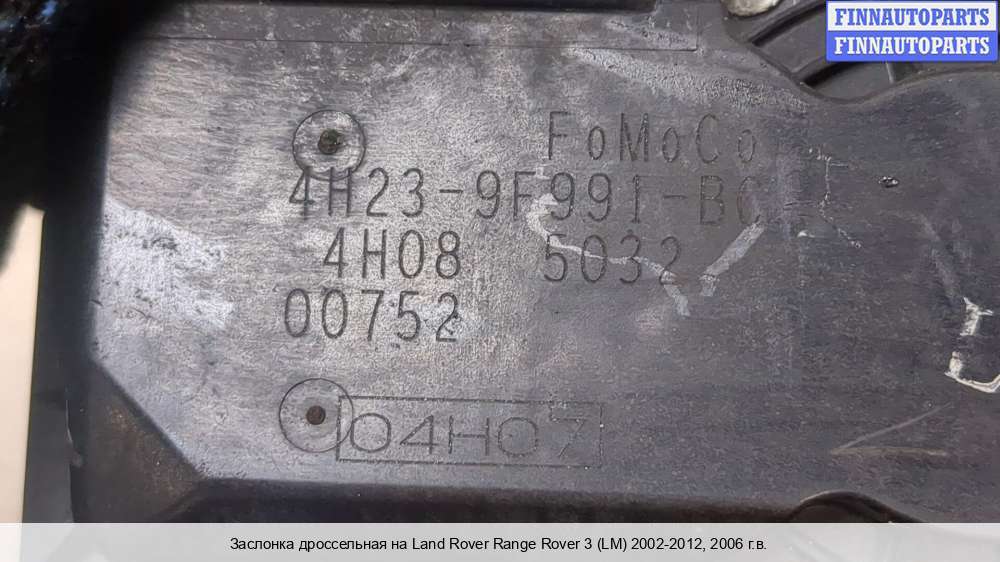 FINNAUTOPARTS
FINNAUTOPARTS
FoMoCo
4H23-9F991-BC
4H08 5032
00752
04H07
Заслонка дроссельная на Land Rover Range Rover 3 (LM) 2002-2012, 2006 г.в.